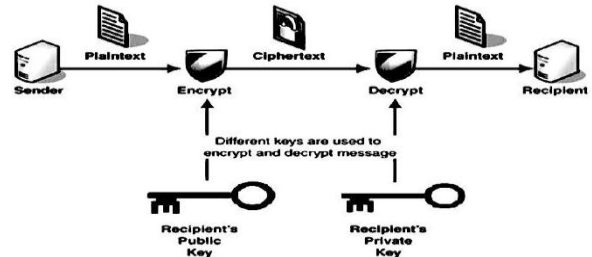 Plaintext
Ciphertext
Plaintext
Sender
Encrypt
Decrypt
Recipient
Different keys are used to
encrypt and decrypt message
Recipient's
Public
Key
Recipient's
Private
Key